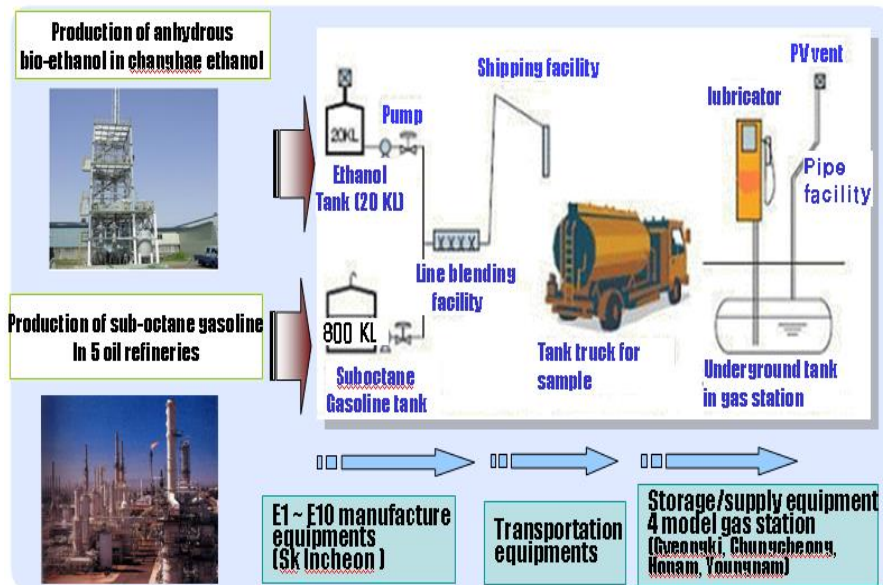 Production of anhydrous
bio-ethanol in changhae ethanol
Production of sub-octane gasoline
In 5 oil refineries
20KL
Pump
Ethanol
Tank (20 KL)
Shipping facility
Line blending
facility
800 KL
Suboctane
Gasoline tank
Tank truck for
sample
lubricator
PV vent
Pipe
facility
Underground tank
in gas station
E1 ~ E10 manufacture
equipments
(Sk Incheon )
Transportation
equipments
Storage/supply equipment
4 model gas station
(Gyeongki, Chungcheong,
Honam, Youngnam)